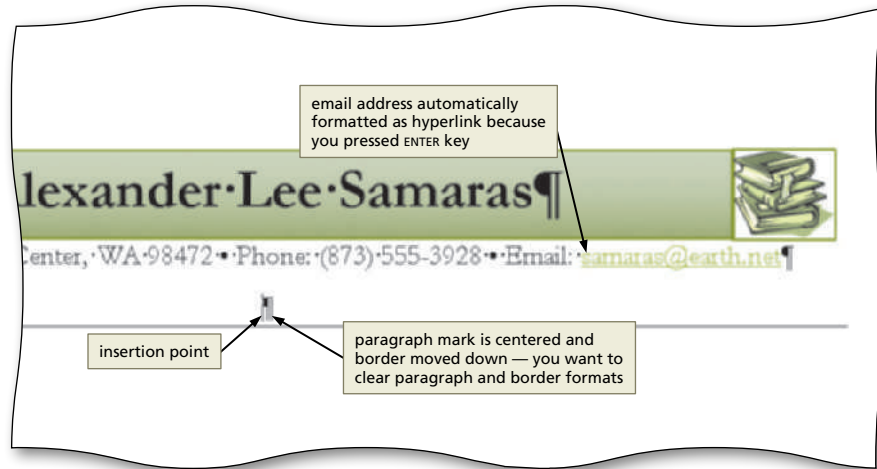 email address automatically
formatted as hyperlink because
you pressed ENTER key
lexander·Lee·Samaras¶
Center,·WA·98472·▪·Phone:·(873)·555-3928·▪·Email:·samaras@earth.net¶
¶
insertion point
paragraph mark is centered and
border moved down — you want to
clear paragraph and border formats